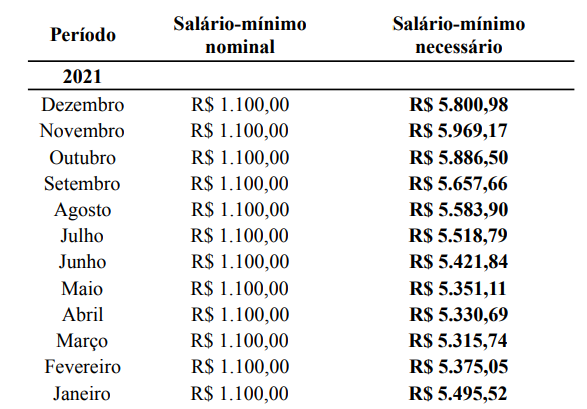 Período Salário-mínimo nominal Salário-mínimo necessário
2021
Dezembro R$ 1.100,00 R$ 5.800,98
Novembro R$ 1.100,00 R$ 5.969,17
Outubro R$ 1.100,00 R$ 5.886,50
Setembro R$ 1.100,00 R$ 5.657,66
Agosto R$ 1.100,00 R$ 5.583,90
Julho R$ 1.100,00 R$ 5.518,79
Junho R$ 1.100,00 R$ 5.421,84
Maio R$ 1.100,00 R$ 5.351,11
Abril R$ 1.100,00 R$ 5.330,69
Março R$ 1.100,00 R$ 5.315,74
Fevereiro R$ 1.100,00 R$ 5.375,05
Janeiro R$ 1.100,00 R$ 5.495,52